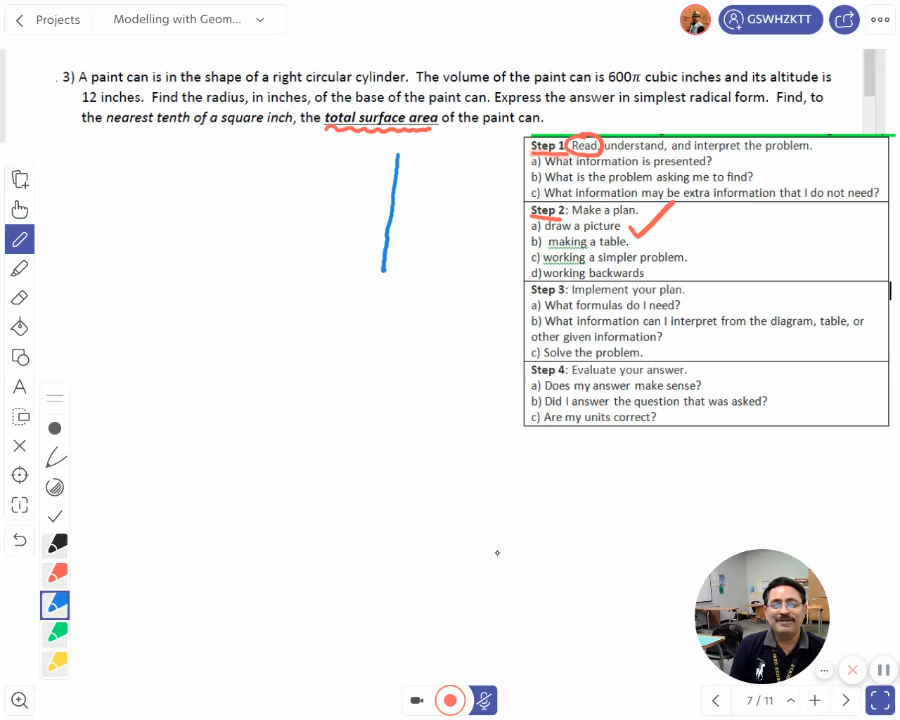 Projects
Modelling with Geom...
GSWHZKTT
. 3) A paint can is in the shape of a right circular cylinder. The volume of the paint can is 600π cubic inches and its altitude is
12 inches. Find the radius, in inches, of the base of the paint can. Express the answer in simplest radical form. Find, to
the nearest tenth of a square inch, the total surface area of the paint can.
Step 1 Read, understand, and interpret the problem.
a) What information is presented?
b) What is the problem asking me to find?
c) What information may be extra information that I do not need?
Step 2: Make a plan.
a) draw a picture
b) making a table.
c) working a simpler problem.
d) working backwards
Step 3: Implement your plan.
a) What formulas do I need?
b) What information can I interpret from the diagram, table, or
other given information?
c) Solve the problem.
Step 4: Evaluate your answer.
a) Does my answer make sense?
b) Did I answer the question that was asked?
c) Are my units correct?
A
7 / 11